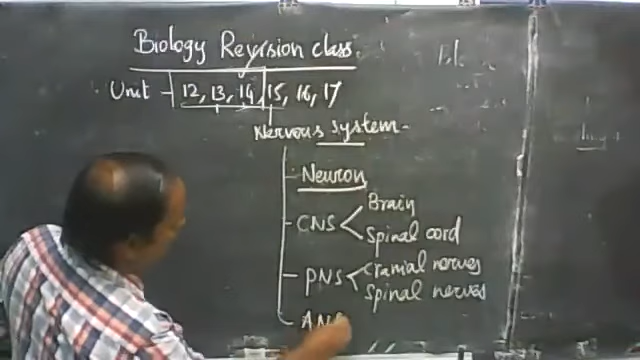 Biology Revision class
Unit - 12, 13, 14, 15, 16, 17
Nervous system
Neuron
CNS Brain
Spinal cord
PNS Cranial nerves
Spinal nerves
ANS